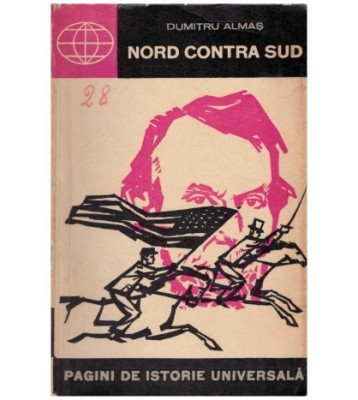 DUMITRU ALMAȘ
NORD CONTRA SUD
28
PAGINI DE ISTORIE UNIVERSALĂ